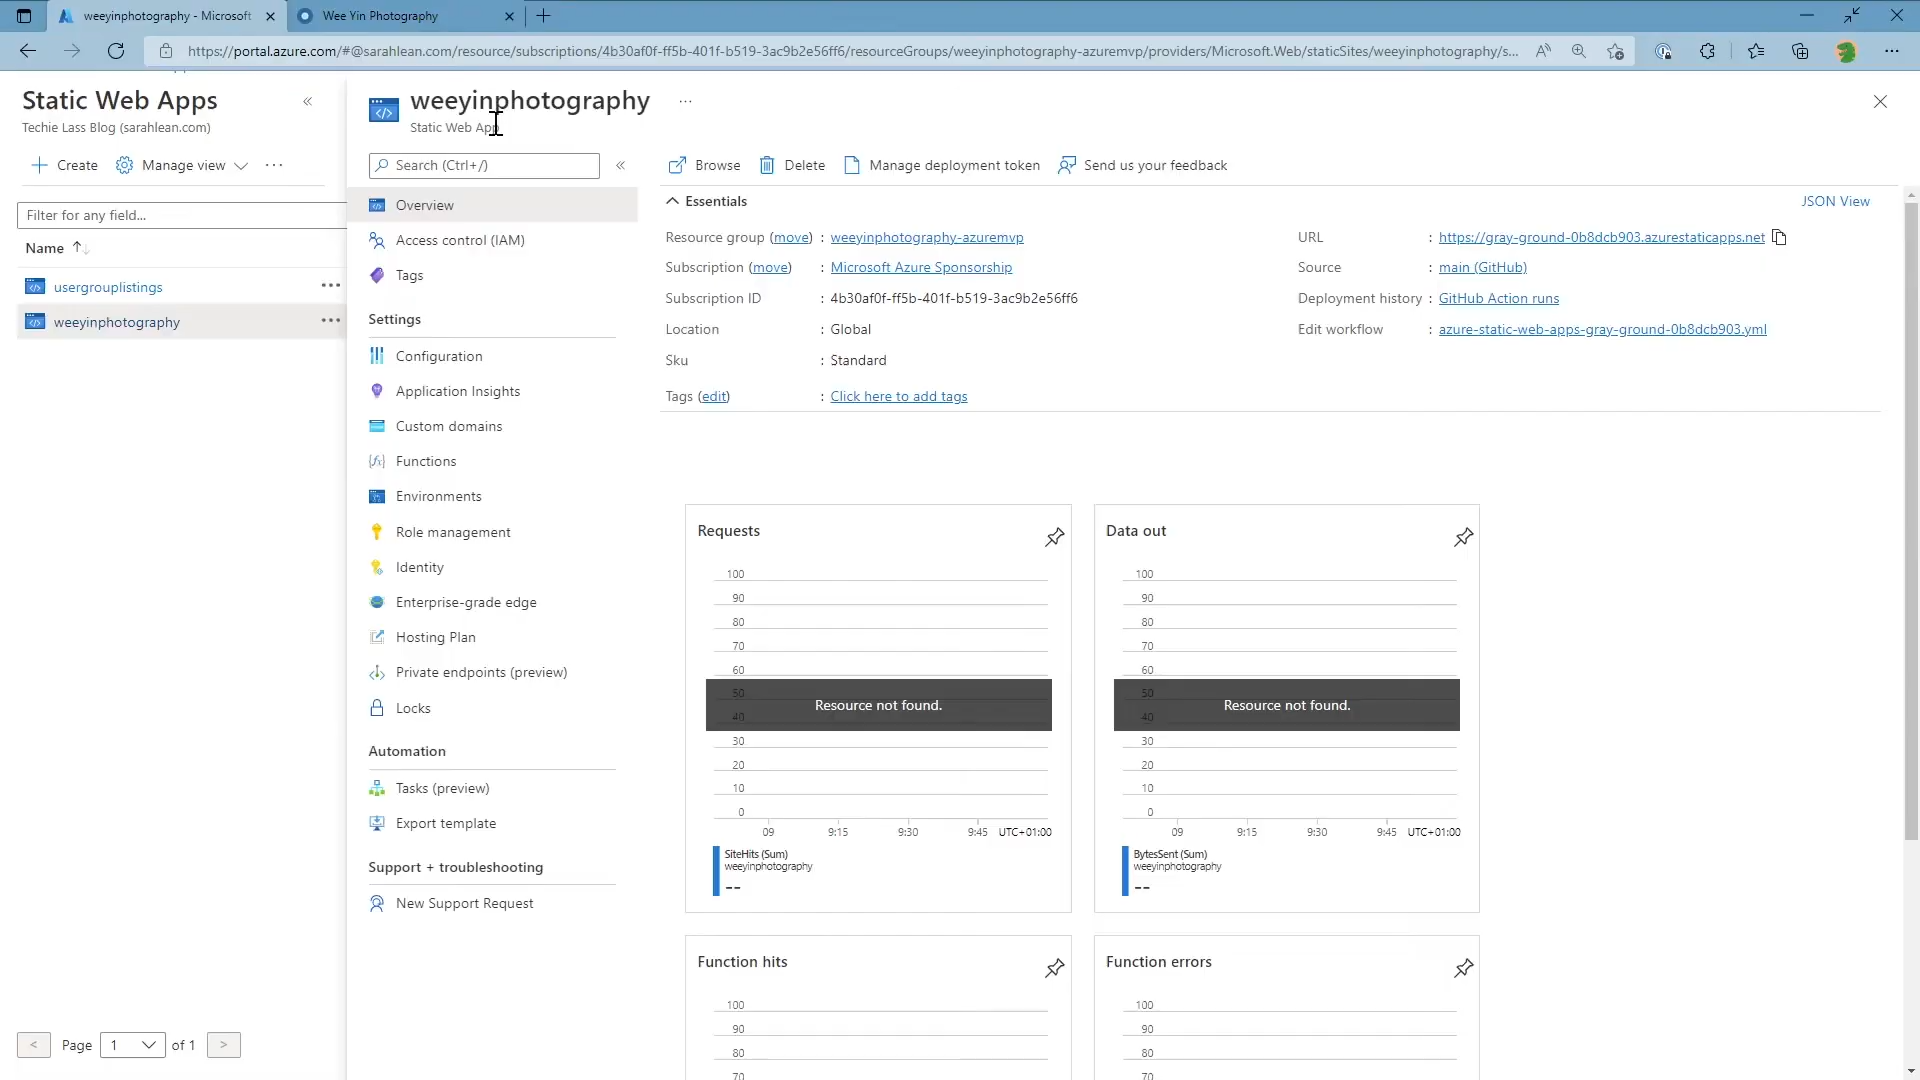 weeyinphotography - Microsoft
Wee Yin Photography
https://portal.azure.com/#@sarahlean.com/resource/subscriptions/4b30af0f-ff5b-401f-b519-3ac9b2e56ff6/resourceGroups/weeyinphotography-azuremvp/providers/Microsoft.Web/staticSites/weeyinphotography/s...
Static Web Apps
Techie Lass Blog (sarahlean.com)
Create
Manage view
Filter for any field...
Name
usergrouplistings
weeyinphotography
Page
1
of 1
weeyinphotography
Static Web App
Search (Ctrl+/)
Overview
Access control (IAM)
Tags
Settings
Configuration
Application Insights
Custom domains
Functions
Environments
Role management
Identity
Enterprise-grade edge
Hosting Plan
Private endpoints (preview)
Locks
Automation
Tasks (preview)
Export template
Support + troubleshooting
New Support Request
Browse
Delete
Manage deployment token
Send us your feedback
Essentials
JSON View
Resource group (move) : weeyinphotography-azuremvp
Subscription (move) : Microsoft Azure Sponsorship
Subscription ID : 4b30af0f-ff5b-401f-b519-3ac9b2e56ff6
Location : Global
Sku : Standard
Tags (edit) : Click here to add tags
URL : https://gray-ground-0b8dcb903.azurestaticapps.net
Source : main (GitHub)
Deployment history : GitHub Action runs
Edit workflow : azure-static-web-apps-gray-ground-0b8dcb903.yml
Requests
100
90
80
70
60
50
Resource not found.
40
30
20
10
0
09 9:15 9:30 9:45 UTC+01:00
SiteHits (Sum)
weeyinphotography
--
Data out
100
90
80
70
60
50
Resource not found.
40
30
20
10
0
09 9:15 9:30 9:45 UTC+01:00
BytesSent (Sum)
weeyinphotography
--
Function hits
100
90
80
70
Function errors
100
90
80
70